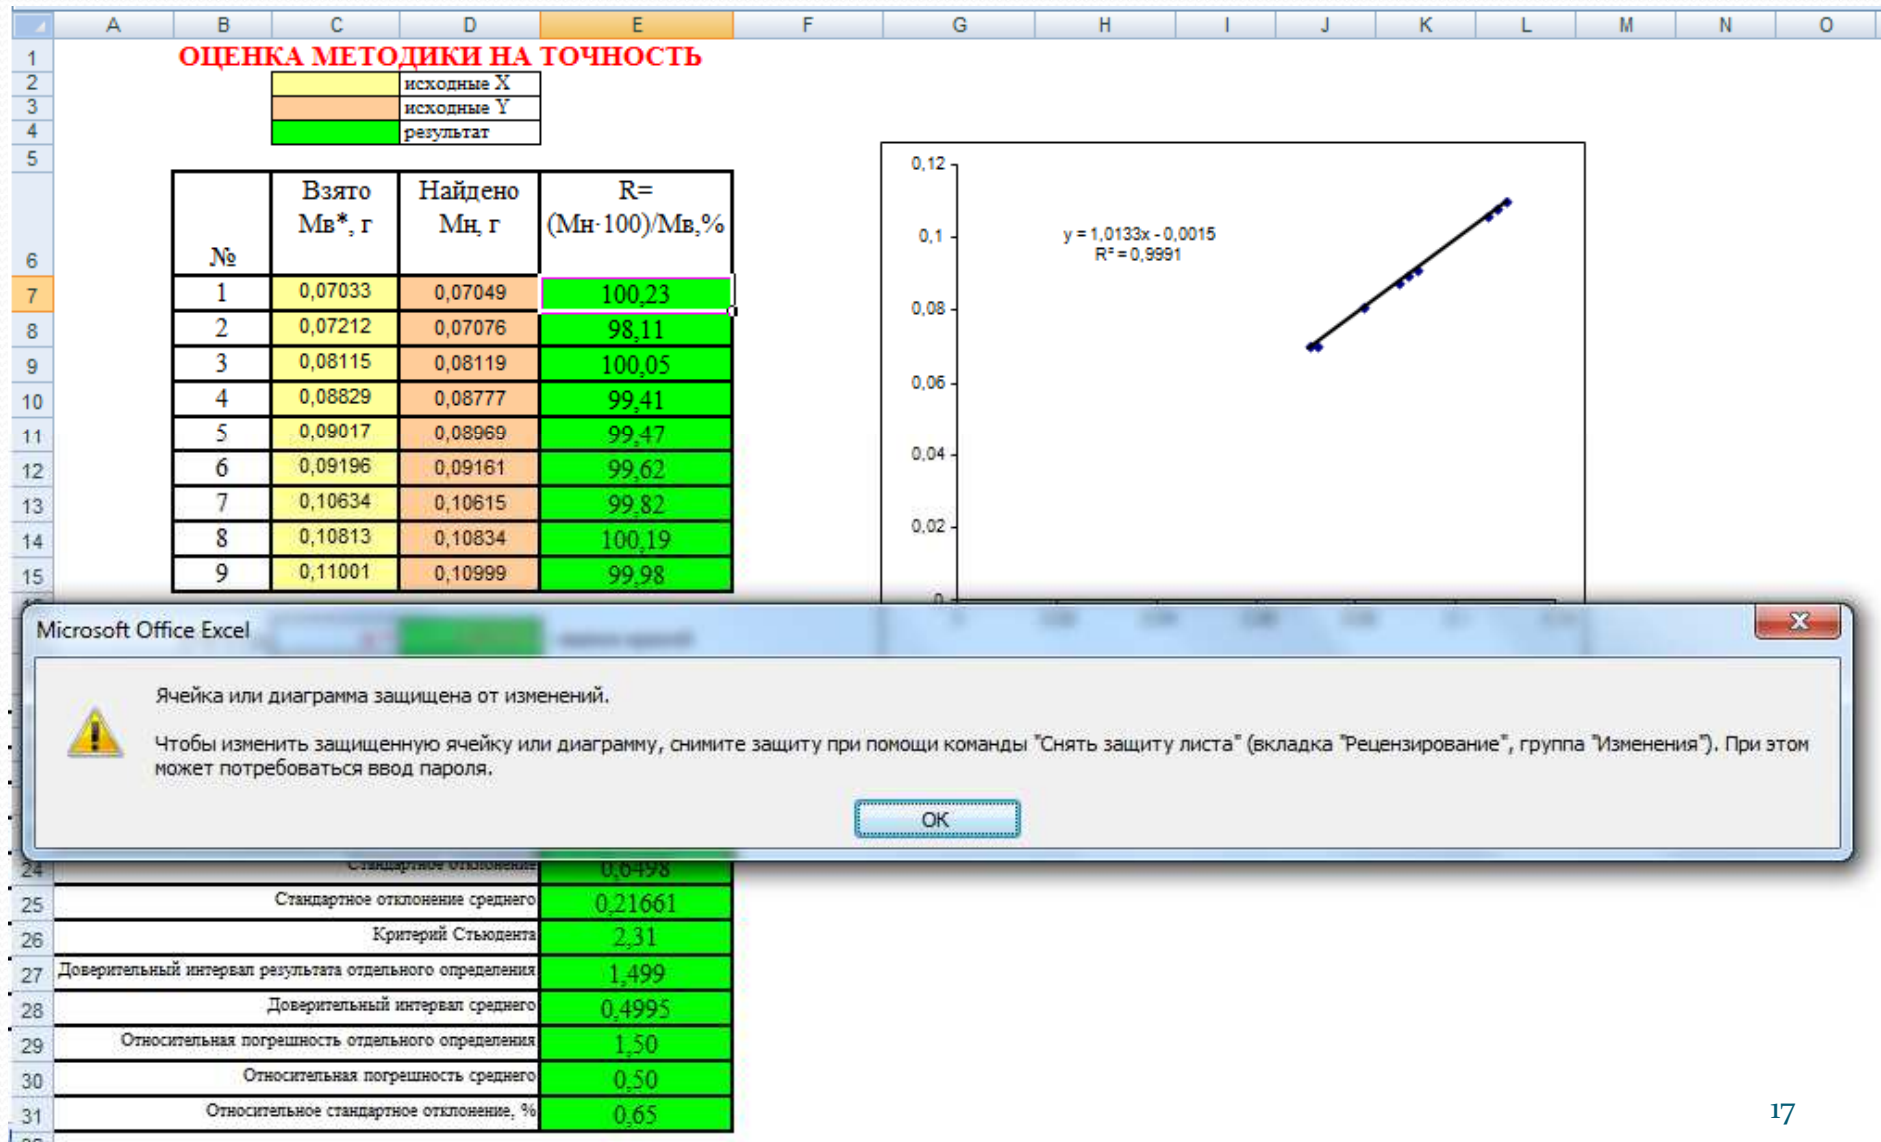 A B C D E F G H I J K L M N O
1 ОЦЕНКА МЕТОДИКИ НА ТОЧНОСТЬ
2 исходные X
3 исходные Y
4 результат
5
6 № Взято Мв*, г Найдено Мн, г R= (Мн·100)/Мв,%
7 1 0,07033 0,07049 100,23
8 2 0,07212 0,07076 98,11
9 3 0,08115 0,08119 100,05
10 4 0,08829 0,08777 99,41
11 5 0,09017 0,08969 99,47
12 6 0,09196 0,09161 99,62
13 7 0,10634 0,10615 99,82
14 8 0,10813 0,10834 100,19
15 9 0,11001 0,10999 99,98
0,12
0,1
0,08
0,06
0,04
0,02
0
y = 1,0133x - 0,0015
R² = 0,9991
Microsoft Office Excel
Ячейка или диаграмма защищена от изменений.
Чтобы изменить защищенную ячейку или диаграмму, снимите защиту при помощи команды "Снять защиту листа" (вкладка "Рецензирование", группа "Изменения"). При этом
может потребоваться ввод пароля.
ОК
24 Стандартное отклонение 0,6498
25 Стандартное отклонение среднего 0,21661
26 Критерий Стьюдента 2,31
27 Доверительный интервал результата отдельного определения 1,499
28 Доверительный интервал среднего 0,4995
29 Относительная погрешность отдельного определения 1,50
30 Относительная погрешность среднего 0,50
31 Относительное стандартное отклонение, % 0,65
17